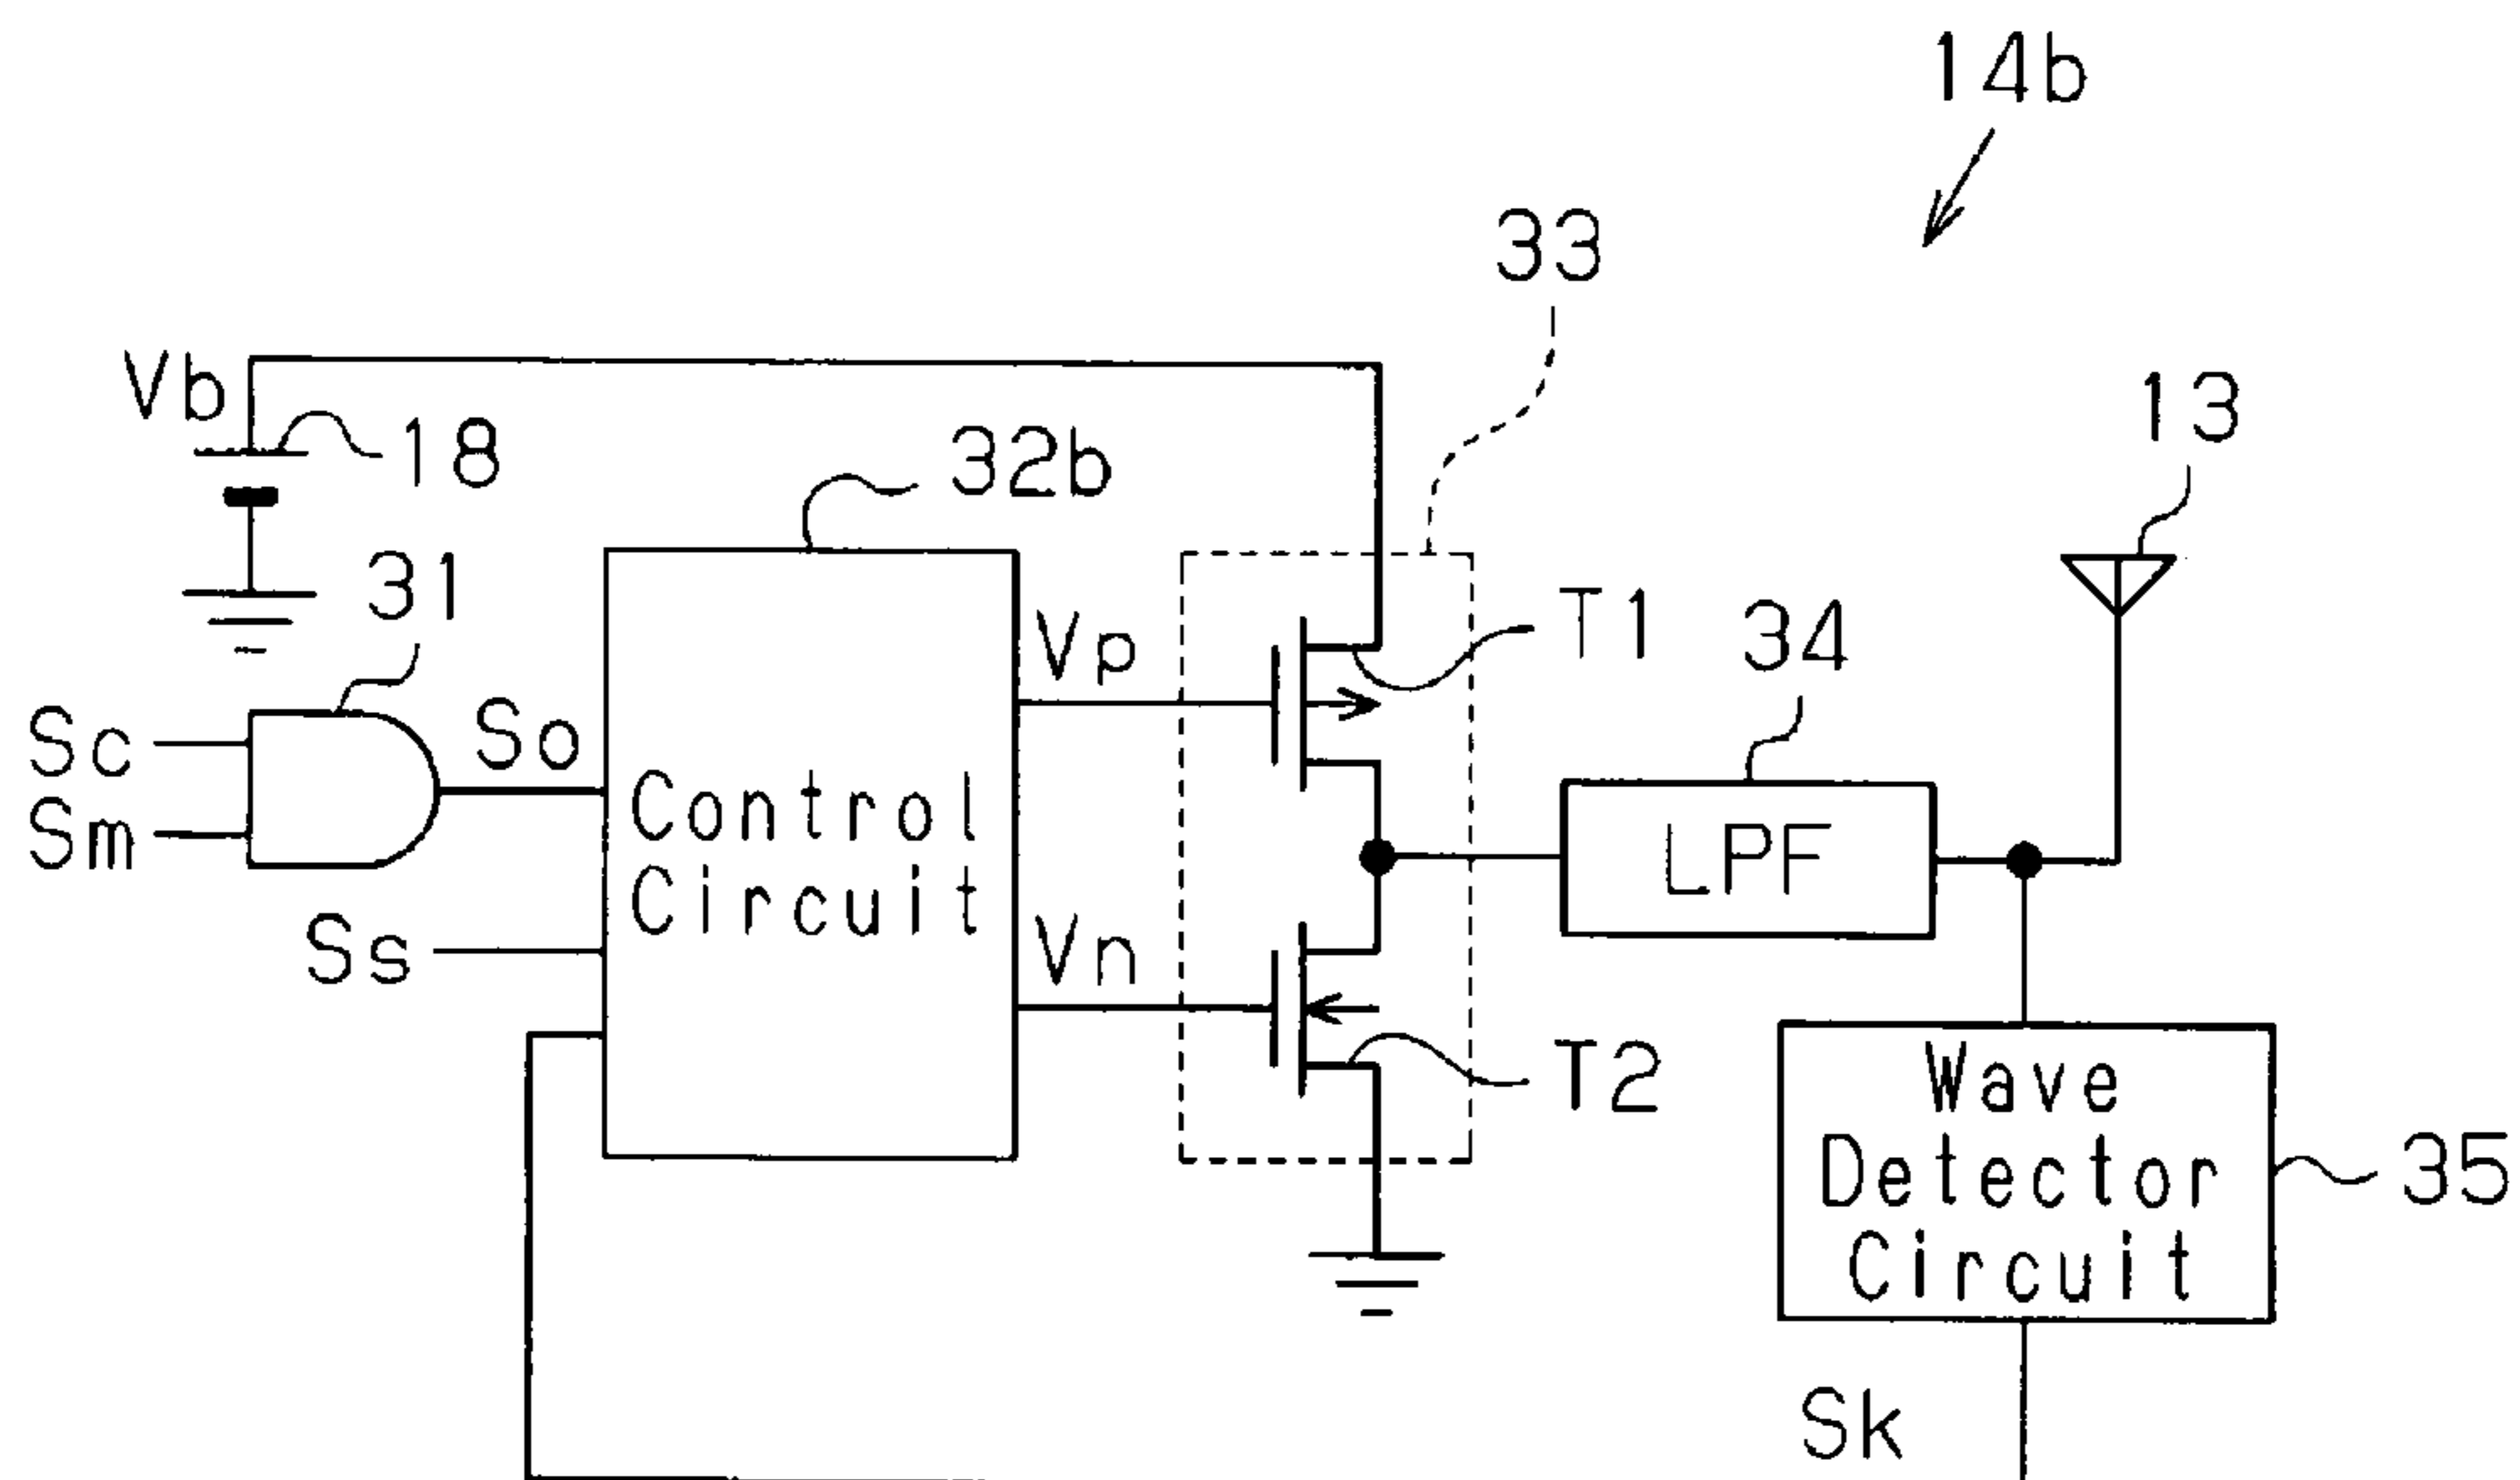 14b
33
Vb
18
32b
13
31
Vp
T1
34
Sc
So
Sm
Control
Circuit
LPF
Ss
Vn
T2
Wave
Detector
Circuit
35
Sk